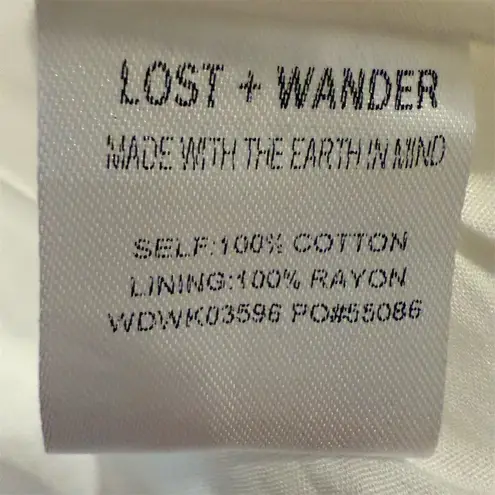 LOST + WANDER
MADE WITH THE EARTH IN MIND
SELF:100% COTTON
LINING:100% RAYON
WDWK03596 PO#55086